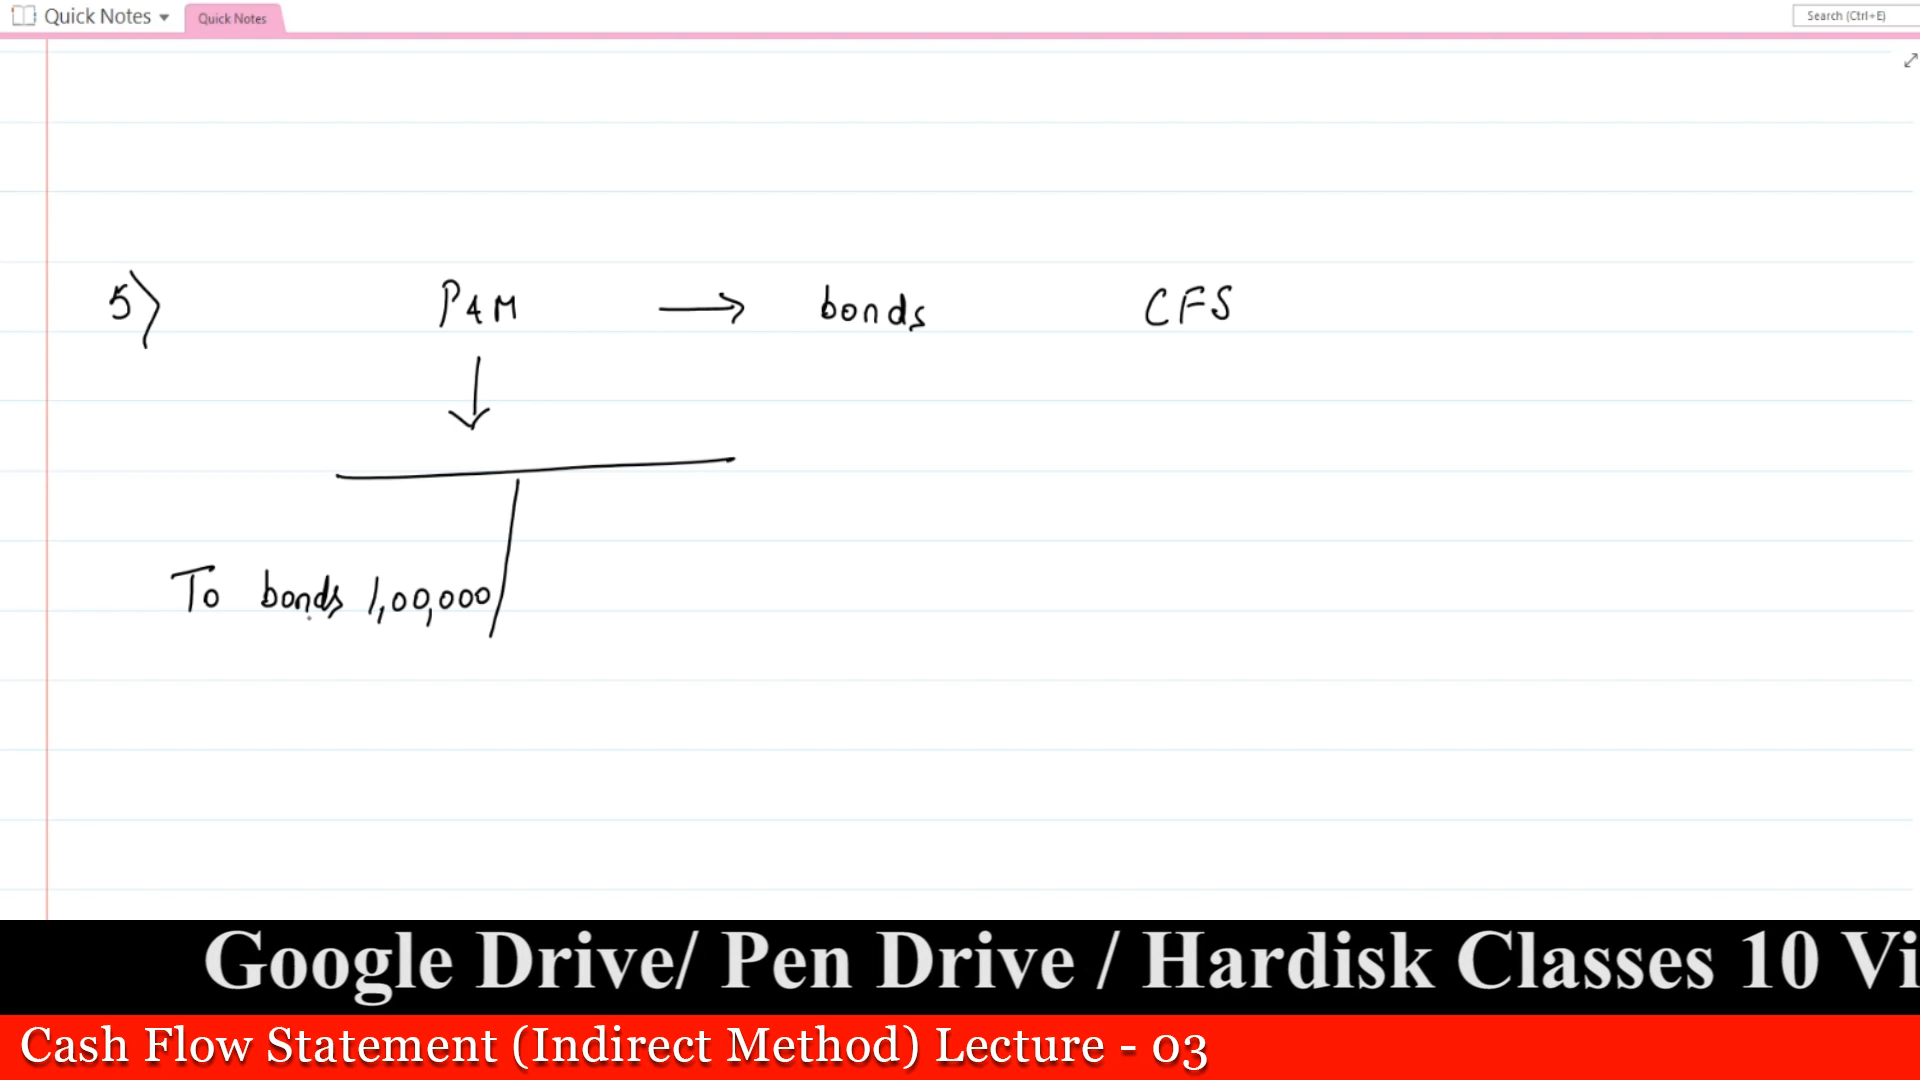 Quick Notes
Quick Notes
Search (Ctrl+E)
5) P&M → bonds CFS
To bonds 1,00,000
Google Drive/ Pen Drive / Hardisk Classes 10 Vi
Cash Flow Statement (Indirect Method) Lecture - 03